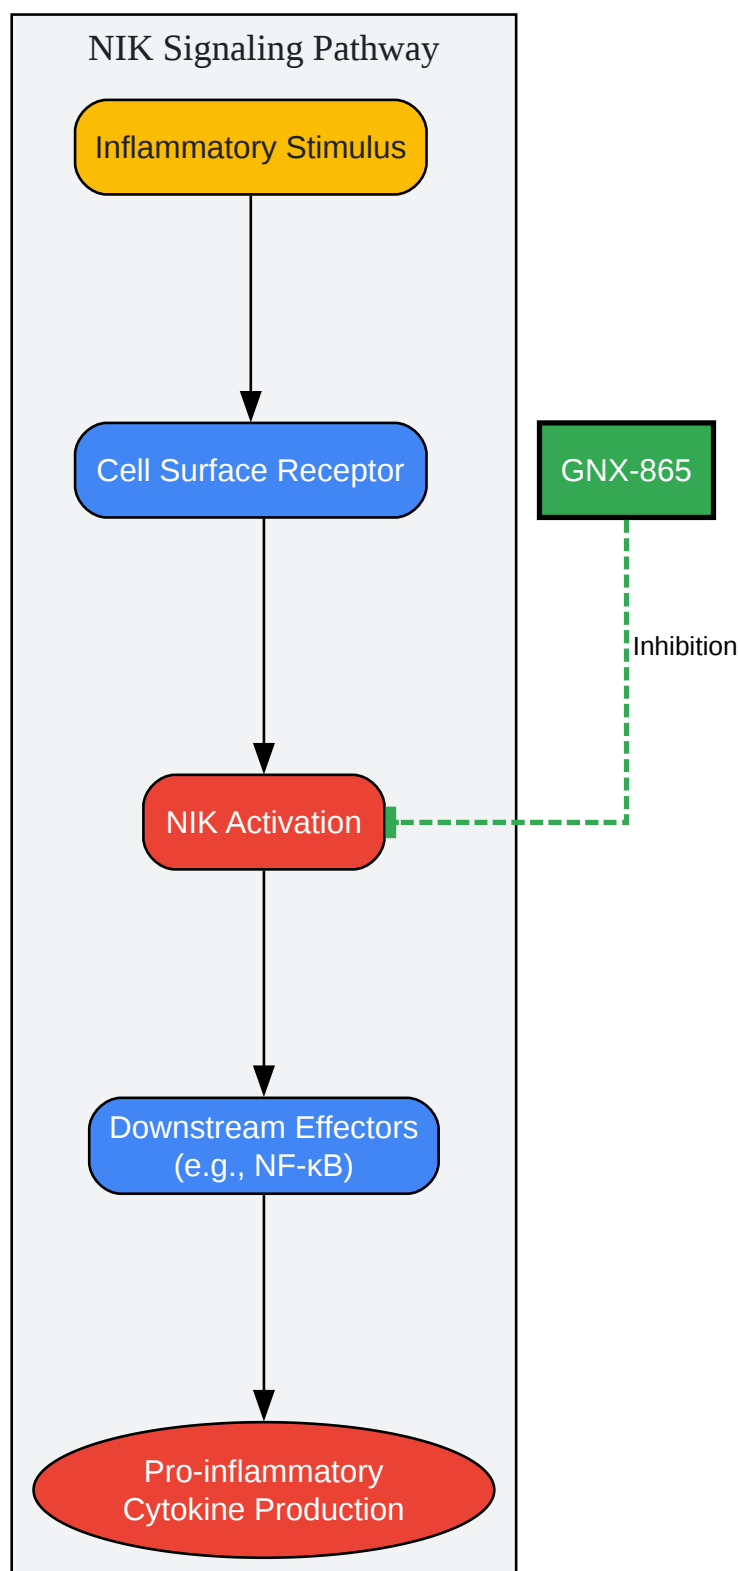 NIK Signaling Pathway
Inflammatory Stimulus
Cell Surface Receptor
GNX-865
Inhibition
NIK Activation
Downstream Effectors
(e.g., NF-κB)
Pro-inflammatory
Cytokine Production